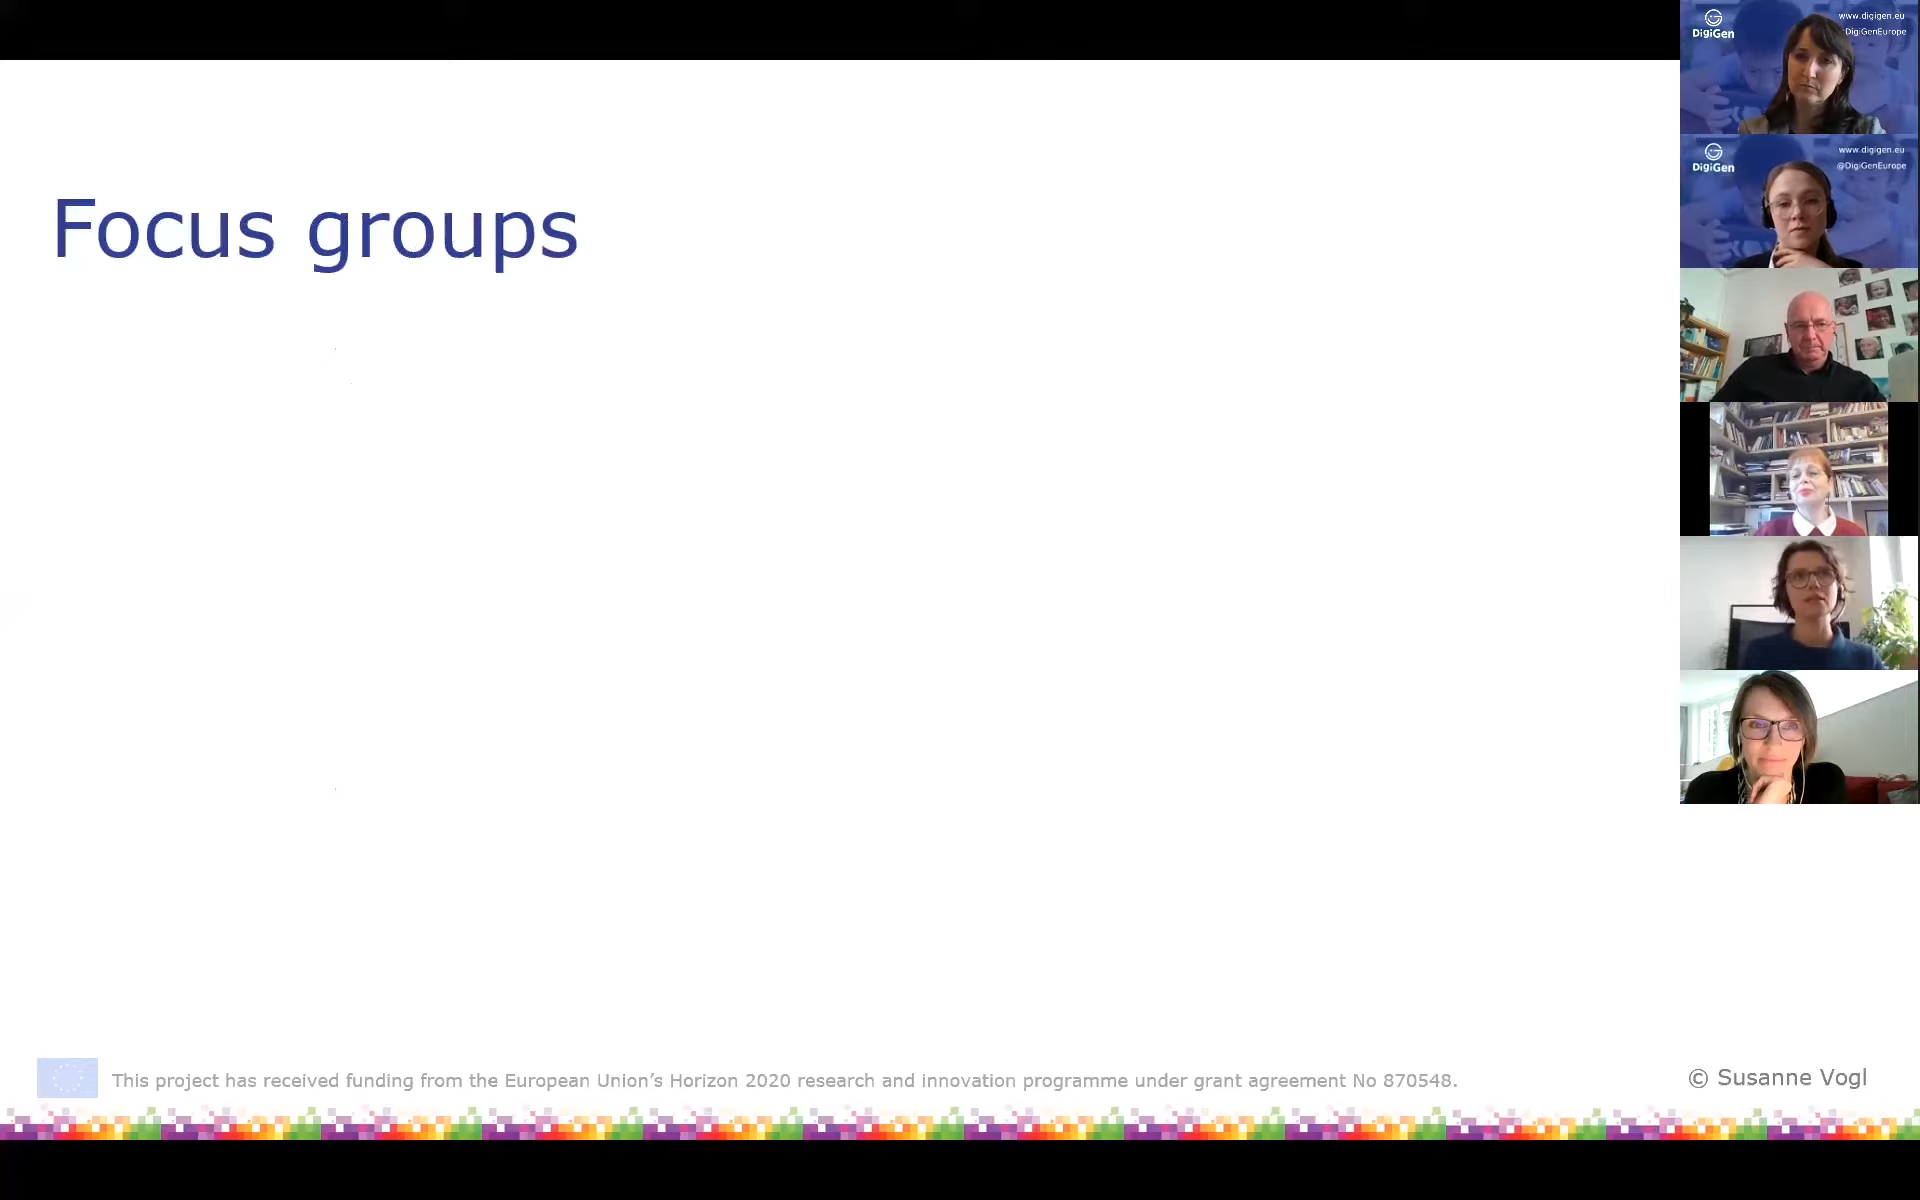 www.digigen.eu
DigiGen
DigiGenEurope
www.digigen.eu
DigiGen
@DigiGenEurope
Focus groups
This project has received funding from the European Union’s Horizon 2020 research and innovation programme under grant agreement No 870548.
© Susanne Vogl